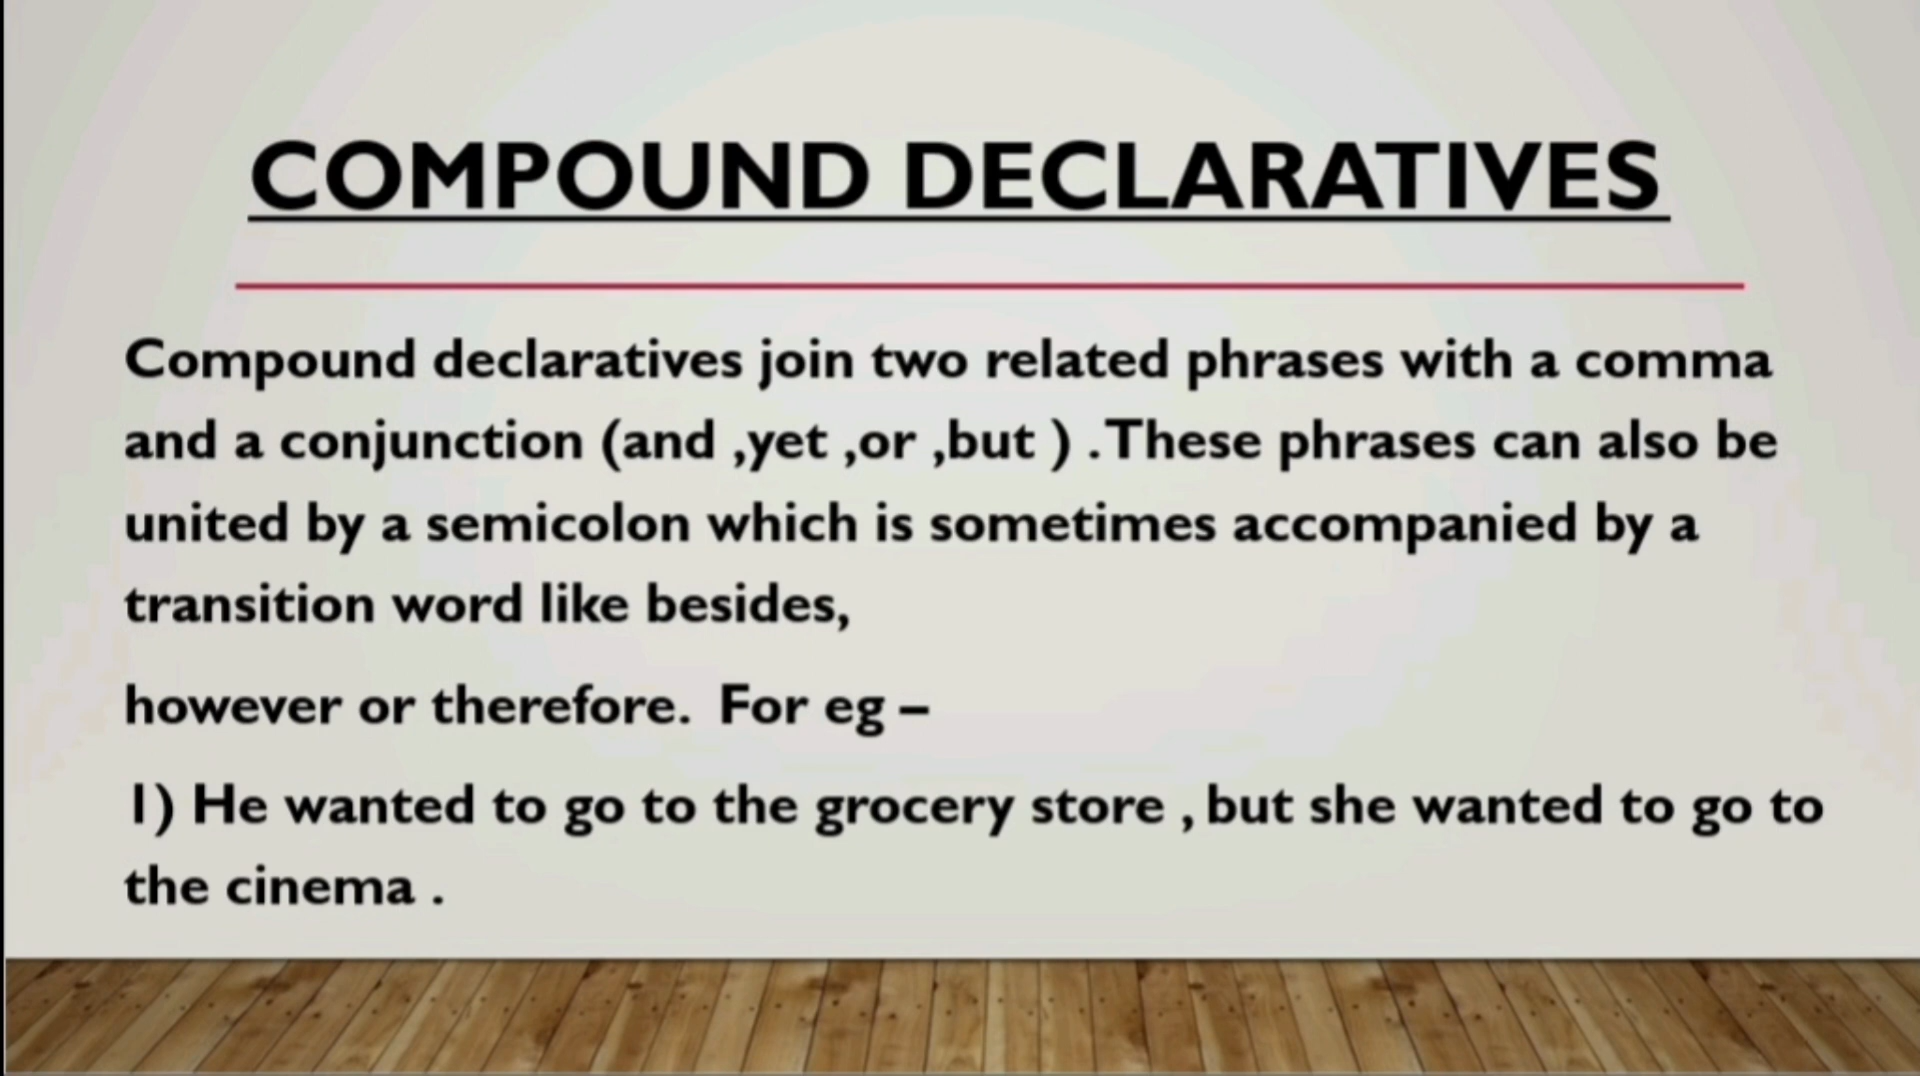 COMPOUND DECLARATIVES
Compound declaratives join two related phrases with a comma
and a conjunction (and ,yet ,or ,but ) .These phrases can also be
united by a semicolon which is sometimes accompanied by a
transition word like besides,
however or therefore.  For eg –
1) He wanted to go to the grocery store , but she wanted to go to
the cinema .